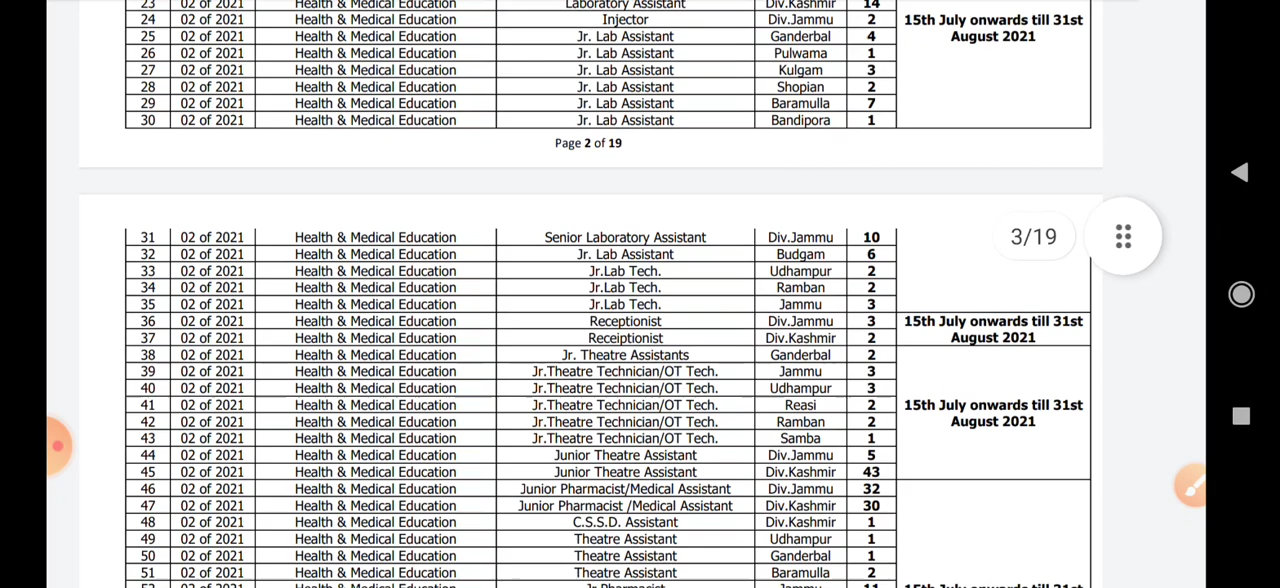 23 02 of 2021 Health & Medical Education Laboratory Assistant Div.Kashmir 14
24 02 of 2021 Health & Medical Education Injector Div.Jammu 2 15th July onwards till 31st
25 02 of 2021 Health & Medical Education Jr. Lab Assistant Ganderbal 4 August 2021
26 02 of 2021 Health & Medical Education Jr. Lab Assistant Pulwama 1
27 02 of 2021 Health & Medical Education Jr. Lab Assistant Kulgam 3
28 02 of 2021 Health & Medical Education Jr. Lab Assistant Shopian 2
29 02 of 2021 Health & Medical Education Jr. Lab Assistant Baramulla 7
30 02 of 2021 Health & Medical Education Jr. Lab Assistant Bandipora 1
Page 2 of 19
31 02 of 2021 Health & Medical Education Senior Laboratory Assistant Div.Jammu 10
3/19
32 02 of 2021 Health & Medical Education Jr. Lab Assistant Budgam 6
33 02 of 2021 Health & Medical Education Jr.Lab Tech. Udhampur 2
34 02 of 2021 Health & Medical Education Jr.Lab Tech. Ramban 2
35 02 of 2021 Health & Medical Education Jr.Lab Tech. Jammu 3
36 02 of 2021 Health & Medical Education Receptionist Div.Jammu 3 15th July onwards till 31st
37 02 of 2021 Health & Medical Education Receiptionist Div.Kashmir 2 August 2021
38 02 of 2021 Health & Medical Education Jr. Theatre Assistants Ganderbal 2
39 02 of 2021 Health & Medical Education Jr.Theatre Technician/OT Tech. Jammu 3
40 02 of 2021 Health & Medical Education Jr.Theatre Technician/OT Tech. Udhampur 3
41 02 of 2021 Health & Medical Education Jr.Theatre Technician/OT Tech. Reasi 2 15th July onwards till 31st
42 02 of 2021 Health & Medical Education Jr.Theatre Technician/OT Tech. Ramban 2 August 2021
43 02 of 2021 Health & Medical Education Jr.Theatre Technician/OT Tech. Samba 1
44 02 of 2021 Health & Medical Education Junior Theatre Assistant Div.Jammu 5
45 02 of 2021 Health & Medical Education Junior Theatre Assistant Div.Kashmir 43
46 02 of 2021 Health & Medical Education Junior Pharmacist/Medical Assistant Div.Jammu 32
47 02 of 2021 Health & Medical Education Junior Pharmacist /Medical Assistant Div.Kashmir 30
48 02 of 2021 Health & Medical Education C.S.S.D. Assistant Div.Kashmir 1
49 02 of 2021 Health & Medical Education Theatre Assistant Udhampur 1
50 02 of 2021 Health & Medical Education Theatre Assistant Ganderbal 1
51 02 of 2021 Health & Medical Education Theatre Assistant Baramulla 2